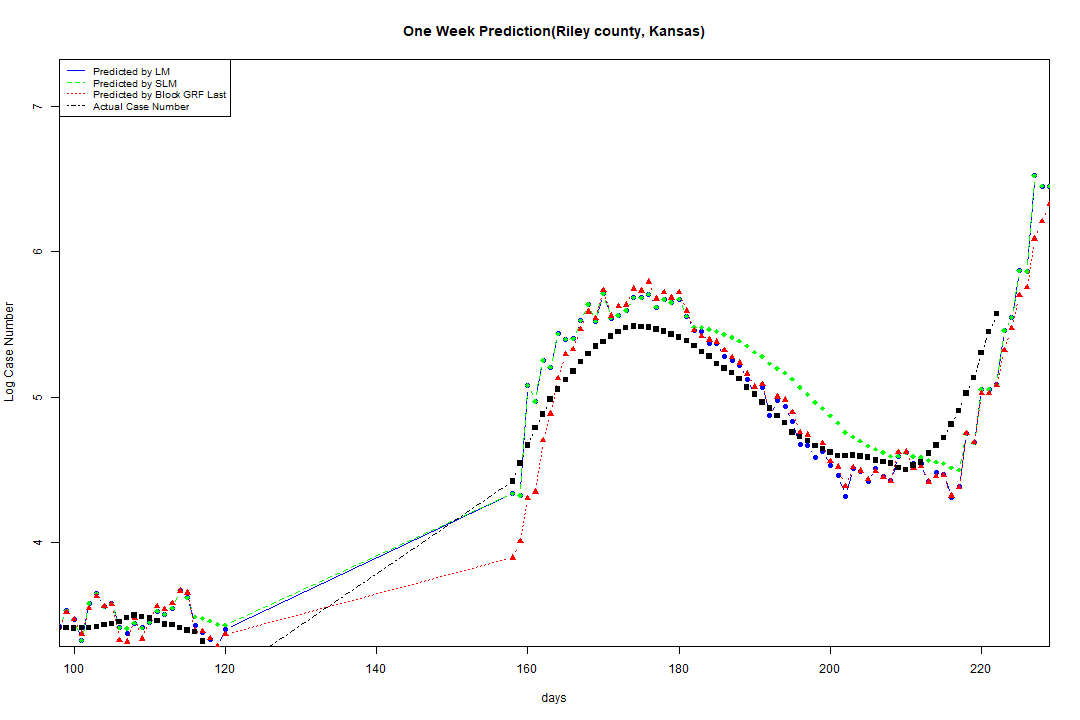 One Week Prediction(Riley county, Kansas)
Predicted by LM
Predicted by SLM
Predicted by Block GRF Last
Actual Case Number
7
6
5
4
Log Case Number
100 120 140 160 180 200 220
days